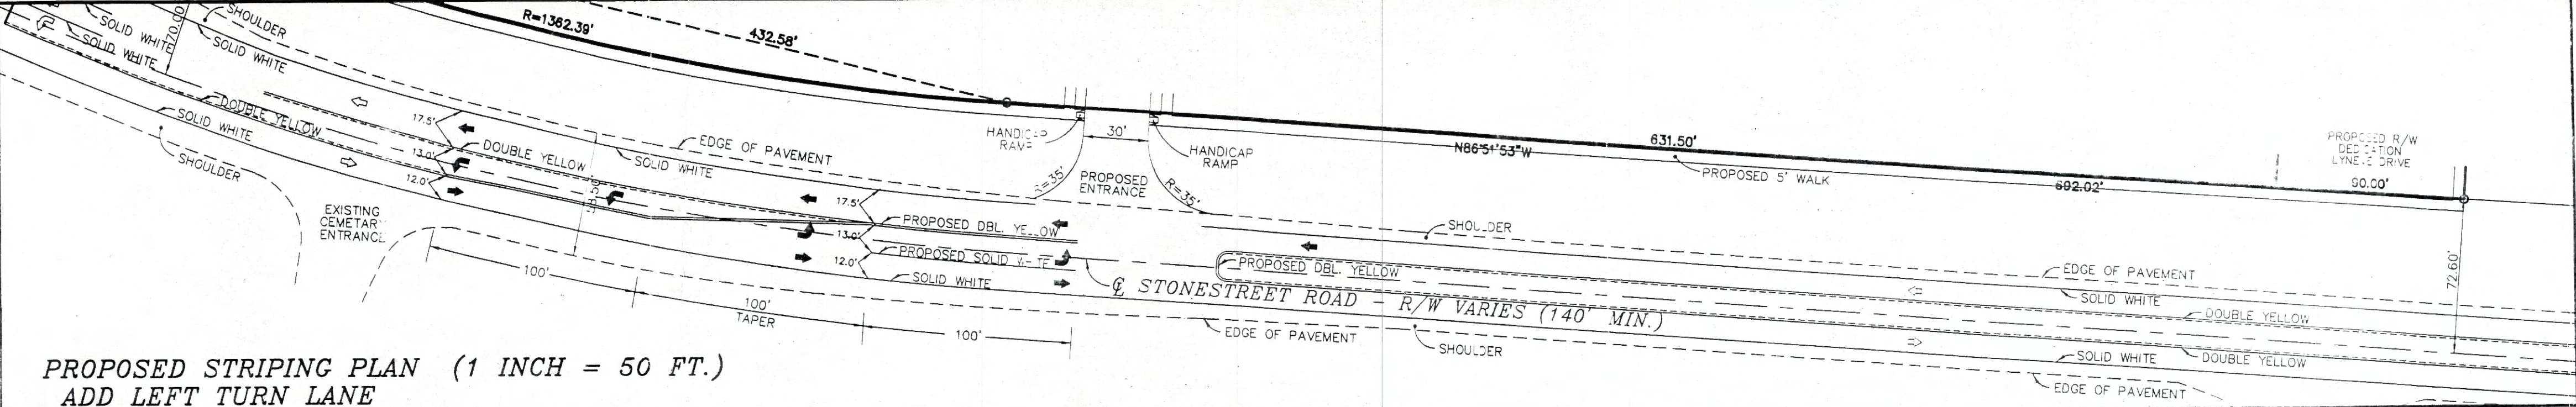 SHOULDER
SOLID WHITE
SOLID WHITE
SOLID WHITE
R=1362.39'
432.58'
DOUBLE YELLOW
SOLID WHITE
SHOULDER
17.5'
13.0'
12.0'
DOUBLE YELLOW
SOLID WHITE
EDGE OF PAVEMENT
EXISTING
CEMETARY
ENTRANCE
HANDICAP
RAMP
30'
HANDICAP
RAMP
R=35'
PROPOSED
ENTRANCE
R=35'
631.50'
N86°51'53"W
PROPOSED 5' WALK
692.02'
PROPOSED R/W
DEDICATION
DRIVE
72.60'
17.5'
13.0'
12.0'
PROPOSED DBL. YELLOW
PROPOSED SOLID WHITE
SOLID WHITE
PROPOSED DBL. YELLOW
SHOULDER
EDGE OF PAVEMENT
SOLID WHITE
DOUBLE YELLOW
℄ STONESTREET ROAD - R/W VARIES (140' MIN.)
100'
100'
TAPER
100'
EDGE OF PAVEMENT
SHOULDER
SOLID WHITE
DOUBLE YELLOW
EDGE OF PAVEMENT
PROPOSED STRIPING PLAN (1 INCH = 50 FT.)
ADD LEFT TURN LANE